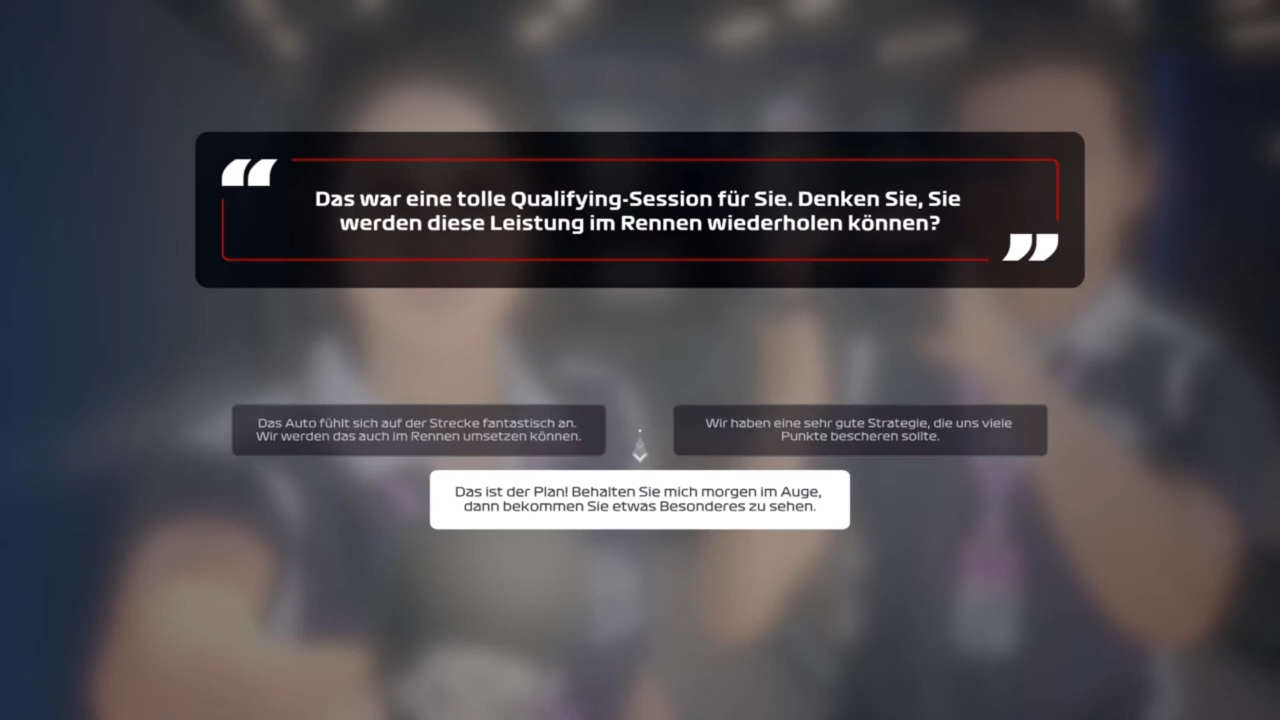 Das war eine tolle Qualifying-Session für Sie. Denken Sie, Sie
werden diese Leistung im Rennen wiederholen können?
Das Auto fühlt sich auf der Strecke fantastisch an.
Wir werden das auch im Rennen umsetzen können.
Wir haben eine sehr gute Strategie, die uns viele
Punkte bescheren sollte.
Das ist der Plan! Behalten Sie mich morgen im Auge,
dann bekommen Sie etwas Besonderes zu sehen.